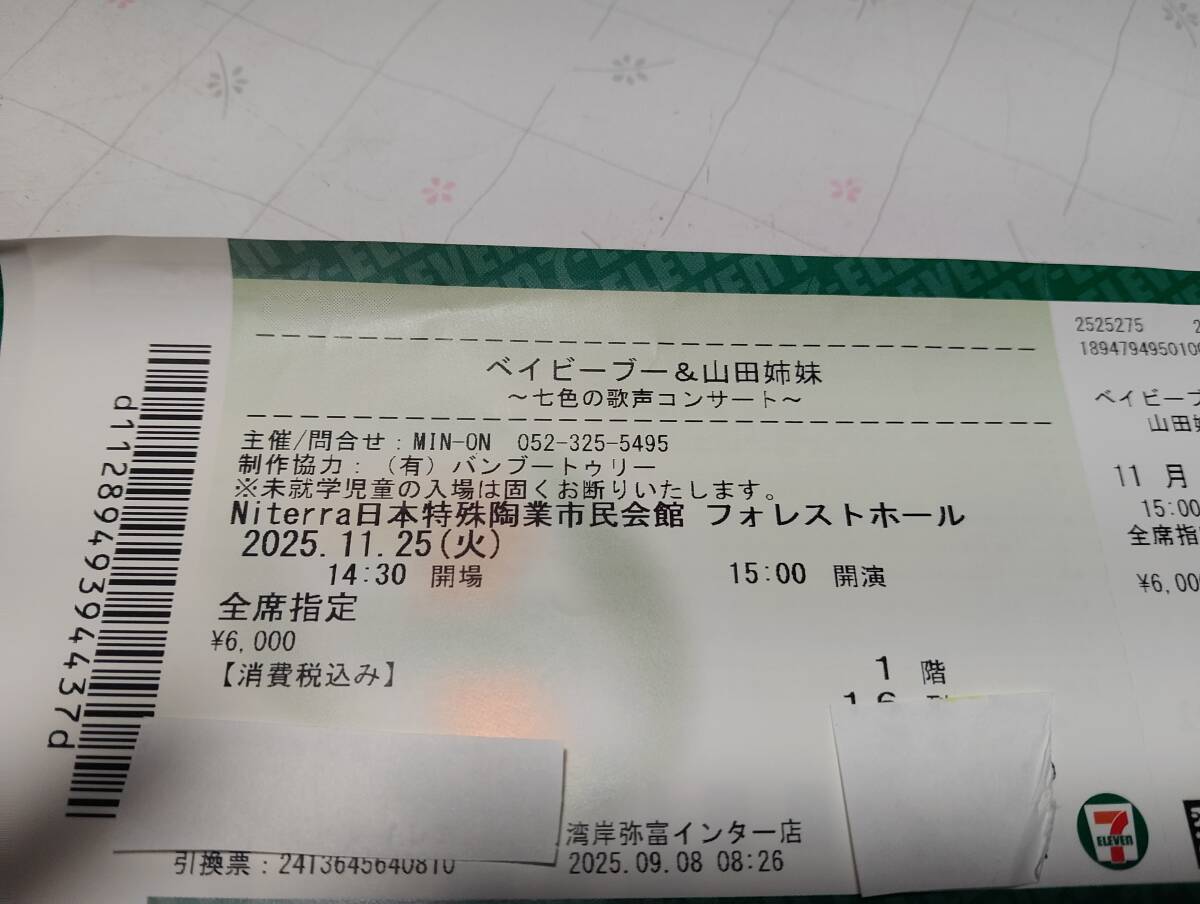 ベイビーブー＆山田姉妹
～七色の歌声コンサート～
主催/問合せ：MIN-ON 052-325-5495
制作協力：（有）バンブートゥリー
※未就学児童の入場は固くお断りいたします。
Niterra日本特殊陶業市民会館 フォレストホール
2025.11.25(火)
14:30 開場 15:00 開演
全席指定
¥6,000
【消費税込み】
1 階
16
湾岸弥富インター店
引換票：2413645640810
2025.09.08 08:26
d1128949394437d
2525275
189479495010
ベイビーブ
山田
11 月
15:00
全席指
¥6,00
7
ELEVEN
7-ELEVEN